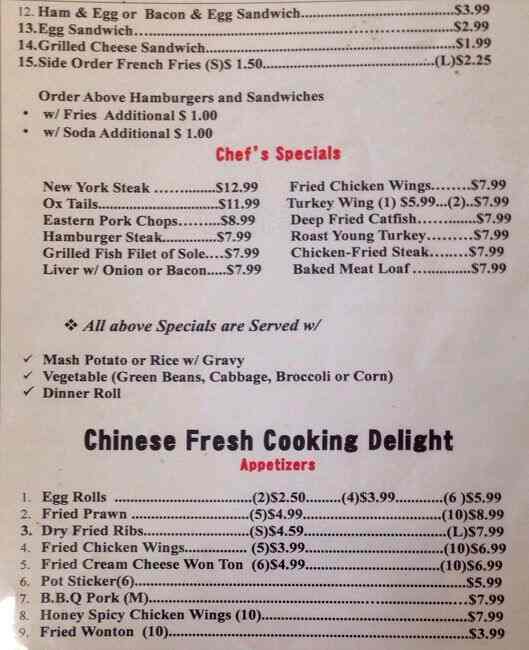 12. Ham & Egg or Bacon & Egg Sandwich....................................$3.99
13.Egg Sandwich.......................................................................$2.99
14.Grilled Cheese Sandwich........................................................$1.99
15.Side Order French Fries (S)$ 1.50.......................................(L)$2.25
Order Above Hamburgers and Sandwiches
• w/ Fries Additional $ 1.00
• w/ Soda Additional $ 1.00
Chef's Specials
New York Steak ..............$12.99 Fried Chicken Wings........$7.99
Ox Tails...........................$11.99 Turkey Wing (1) $5.99...(2)..$7.99
Eastern Pork Chops.........$8.99 Deep Fried Catfish............$7.99
Hamburger Steak..............$7.99 Roast Young Turkey.........$7.99
Grilled Fish Filet of Sole....$7.99 Chicken-Fried Steak........$7.99
Liver w/ Onion or Bacon.....$7.99 Baked Meat Loaf ..............$7.99
❖ All above Specials are Served w/
✓ Mash Potato or Rice w/ Gravy
✓ Vegetable (Green Beans, Cabbage, Broccoli or Corn)
✓ Dinner Roll
Chinese Fresh Cooking Delight
Appetizers
1. Egg Rolls ..............................(2)$2.50.........(4)$3.99............(6 )$5.99
2. Fried Prawn ..........................(5)$4.99...............................(10)$8.99
3. Dry Fried Ribs.......................(S)$4.59................................(L)$7.99
4. Fried Chicken Wings.............. (5)$3.99..............................(10)$6.99
5. Fried Cream Cheese Won Ton (6)$4.99..............................(10)$6.99
6. Pot Sticker(6)..........................................................................$5.99
7. B.B.Q Pork (M)........................................................................$7.99
8. Honey Spicy Chicken Wings (10)..............................................$7.99
9. Fried Wonton (10)...................................................................$3.99